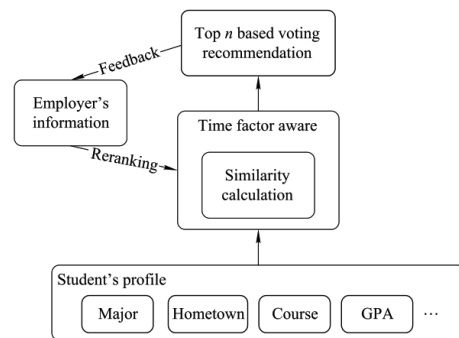 Top n based voting
recommendation
Feedback
Employer's
information
Reranking
Time factor aware
Similarity
calculation
Student's profile
Major
Hometown
Course
GPA
...